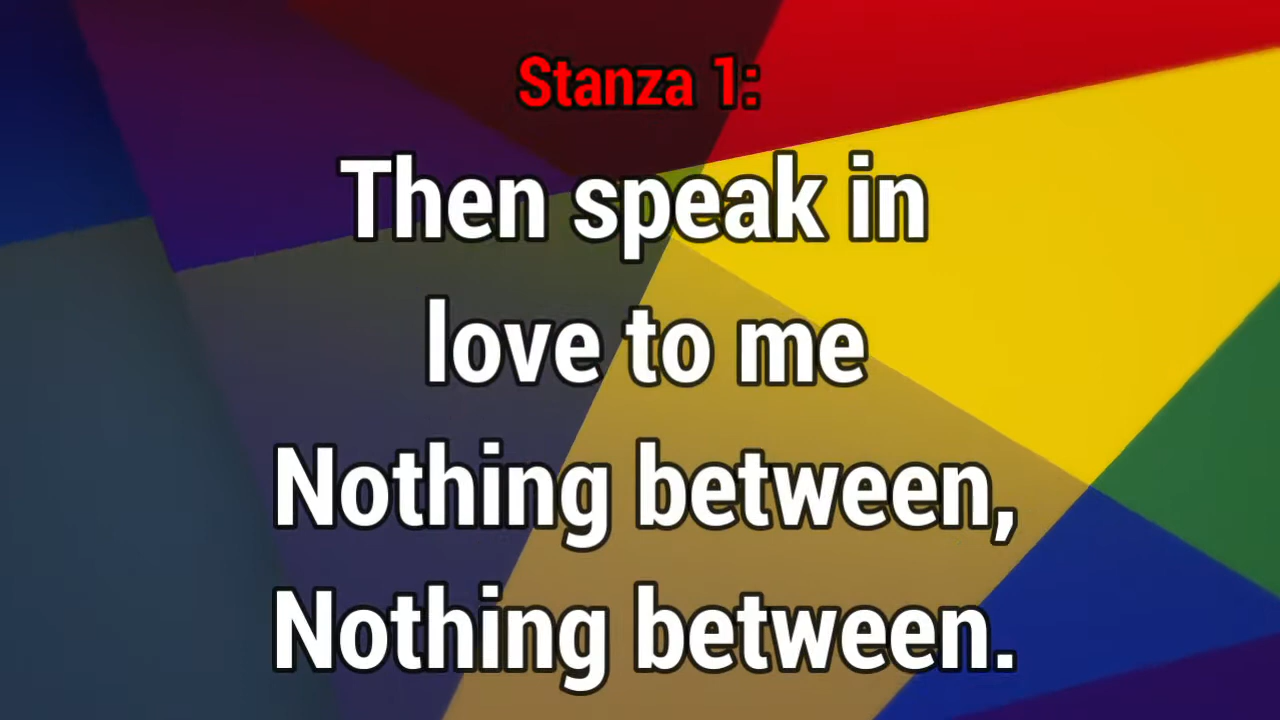 Stanza 1:
Then speak in
love to me
Nothing between,
Nothing between.